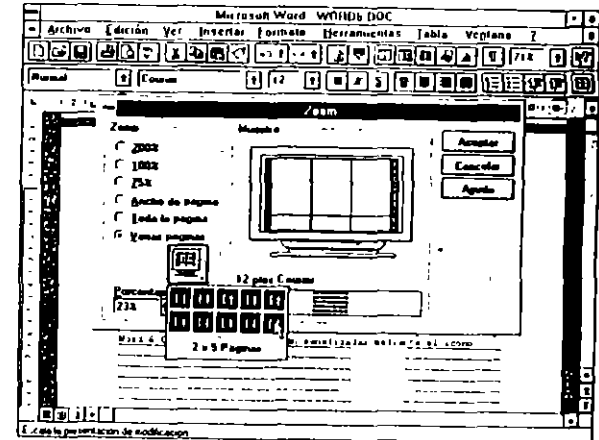 Microsoft Word WORD6.DOC
Archivo Edición Ver Insertar Formato Herramientas Tabla Ventana ?
21%
Normal Courier 12
Zoom
Zoom Muestra
200% Aceptar
100% Cancelar
75% Ayuda
Ancho de página
Toda la página
Varias páginas
12 ptos Courier
Porcentaje
23%
2 x 5 Páginas
Escala la presentación de modificación